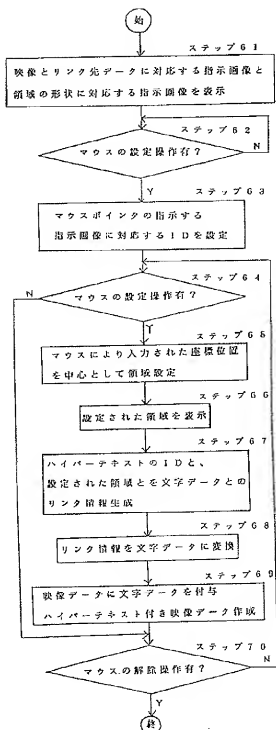 始
ステップ61
映像とリンク先データに対応する指示画像と
領域の形状に対応する指示画像を表示
ステップ62
マウスの設定操作有?
N
Y
ステップ63
マウスポインタの指示する
指示画像に対応するIDを設定
ステップ64
N
マウスの設定操作有?
Y
ステップ65
マウスにより入力された座標位置
を中心として領域設定
ステップ66
設定された領域を表示
ステップ67
ハイパーテキストのIDと、
設定された領域とを文字データとの
リンク情報生成
ステップ68
リンク情報を文字データに変換
ステップ69
映像データに文字データを付与
ハイパーテキスト付き映像データ作成
ステップ70
マウスの解除操作有?
N
Y
終